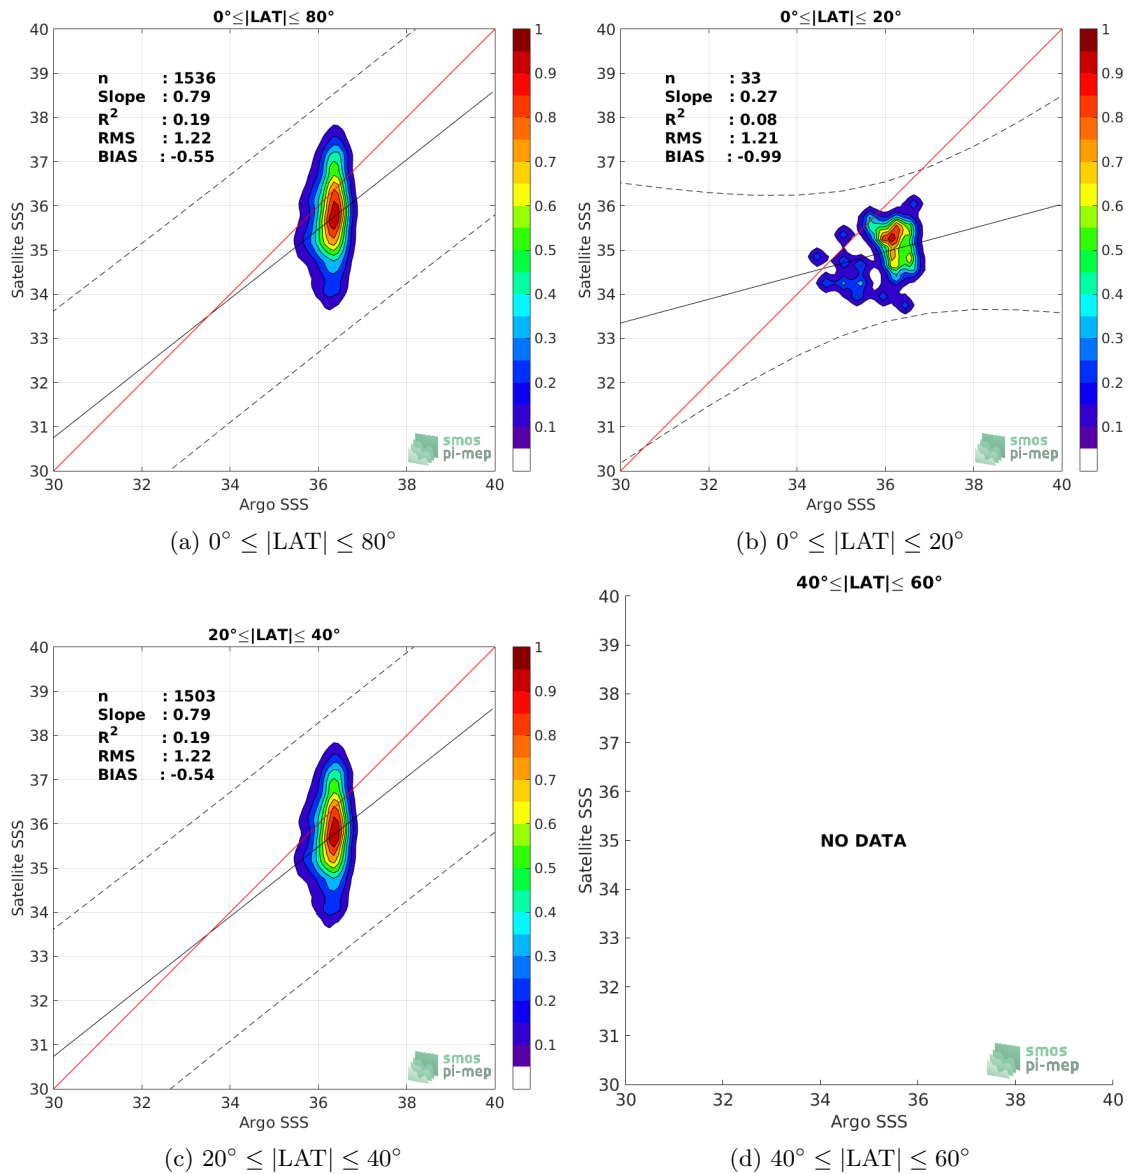 0°≤|LAT|≤ 80°
40
39
38
37
36
35
34
33
32
31
30
Satellite SSS
n : 1536
Slope : 0.79
R² : 0.19
RMS : 1.22
BIAS : -0.55
smos
pi-mep
30 32 34 36 38 40
Argo SSS
1
0.9
0.8
0.7
0.6
0.5
0.4
0.3
0.2
0.1
(a) 0° ≤ |LAT| ≤ 80°
0°≤|LAT|≤ 20°
40
39
38
37
36
35
34
33
32
31
30
Satellite SSS
n : 33
Slope : 0.27
R² : 0.08
RMS : 1.21
BIAS : -0.99
smos
pi-mep
30 32 34 36 38 40
Argo SSS
1
0.9
0.8
0.7
0.6
0.5
0.4
0.3
0.2
0.1
(b) 0° ≤ |LAT| ≤ 20°
20°≤|LAT|≤ 40°
40
39
38
37
36
35
34
33
32
31
30
Satellite SSS
n : 1503
Slope : 0.79
R² : 0.19
RMS : 1.22
BIAS : -0.54
smos
pi-mep
30 32 34 36 38 40
Argo SSS
1
0.9
0.8
0.7
0.6
0.5
0.4
0.3
0.2
0.1
(c) 20° ≤ |LAT| ≤ 40°
40°≤|LAT|≤ 60°
40
39
38
37
36
35
34
33
32
31
30
Satellite SSS
NO DATA
smos
pi-mep
30 32 34 36 38 40
Argo SSS
(d) 40° ≤ |LAT| ≤ 60°